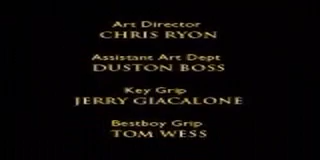 Art Director
CHRIS RYON
Assistant Art Dept
DUSTON BOSS
Key Grip
JERRY GIACALONE
Bestboy Grip
TOM WESS